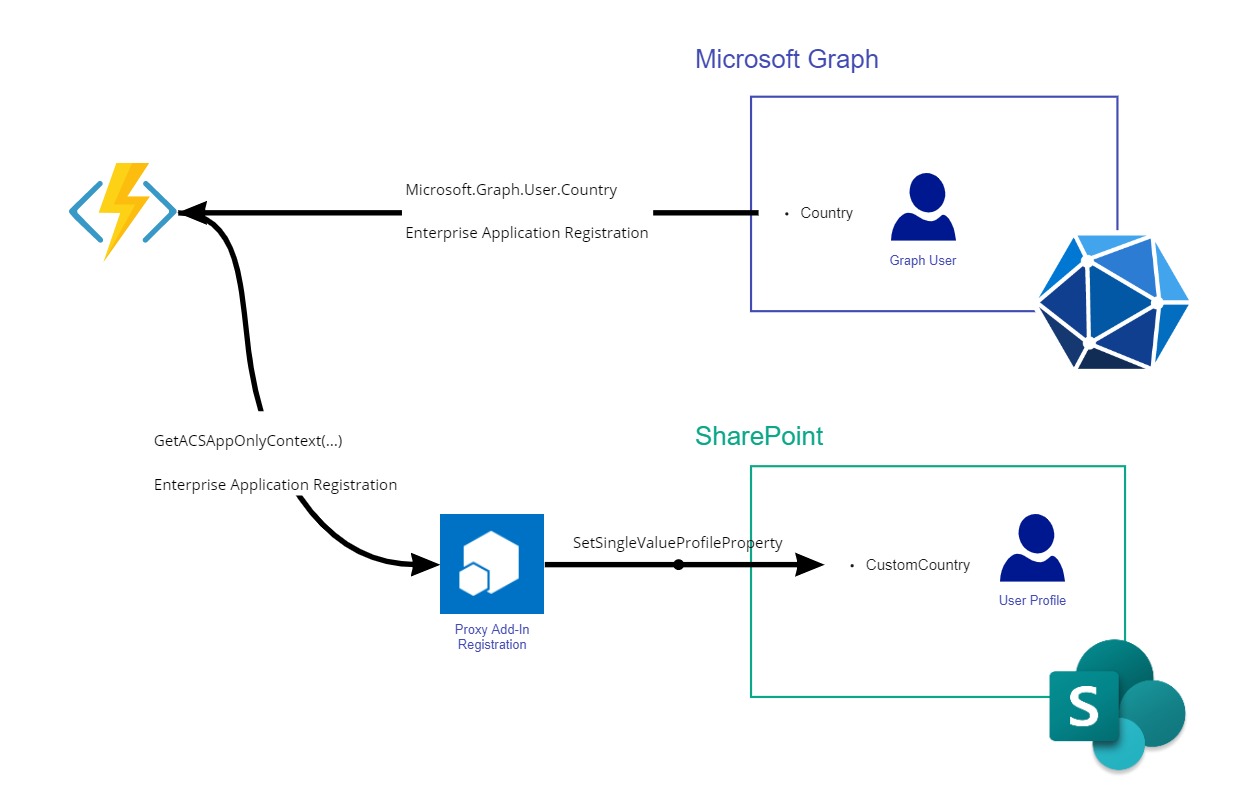 Microsoft Graph
Microsoft.Graph.User.Country
Enterprise Application Registration
• Country
Graph User
GetACSAppOnlyContext(...)
Enterprise Application Registration
SharePoint
SetSingleValueProfileProperty
• CustomCountry
User Profile
Proxy Add-In
Registration
S